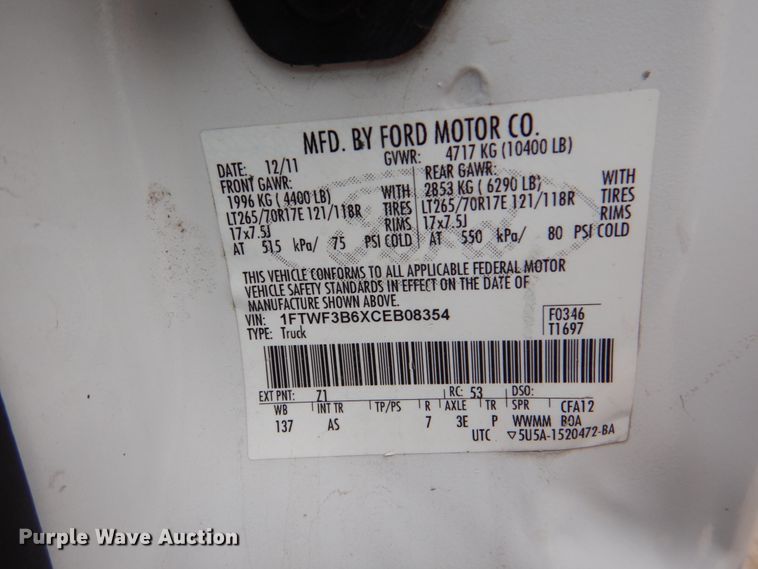 MFD. BY FORD MOTOR CO.
DATE: 12/11 GVWR: 4717 KG (10400 LB)
FRONT GAWR: REAR GAWR:
1996 KG ( 4400 LB) WITH 2853 KG ( 6290 LB) WITH
LT265/70R17E 121/118R TIRES LT265/70R17E 121/118R TIRES
17x7.5J RIMS 17x7.5J RIMS
AT 515 kPa/ 75 PSI COLD AT 550 kPa/ 80 PSI COLD
THIS VEHICLE CONFORMS TO ALL APPLICABLE FEDERAL MOTOR
VEHICLE SAFETY STANDARDS IN EFFECT ON THE DATE OF
MANUFACTURE SHOWN ABOVE.
VIN: 1FTWF3B6XCEB08354 F0346
TYPE: Truck T1697
EXT PNT: Z1 RC: 53 DSO:
WB INT TR TP/PS R AXLE TR SPR CFA12
137 AS 7 3E P WWMM BOA
UTC ▽5U5A-1520472-BA
Purple Wave Auction